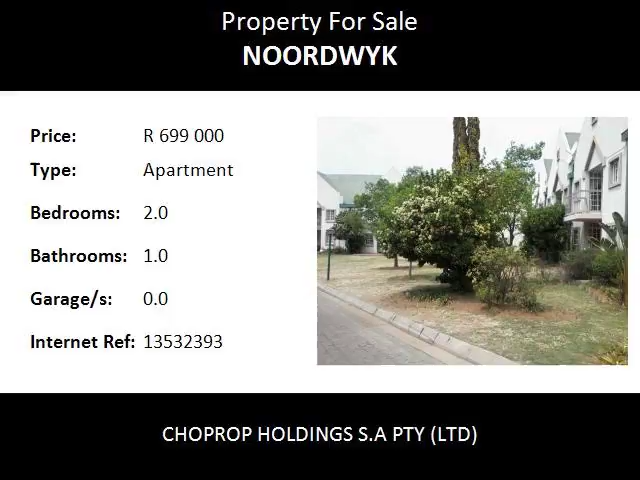 Property For Sale
NOORDWYK
Price: R 699 000
Type: Apartment
Bedrooms: 2.0
Bathrooms: 1.0
Garage/s: 0.0
Internet Ref: 13532393
CHOPROP HOLDINGS S.A PTY (LTD)